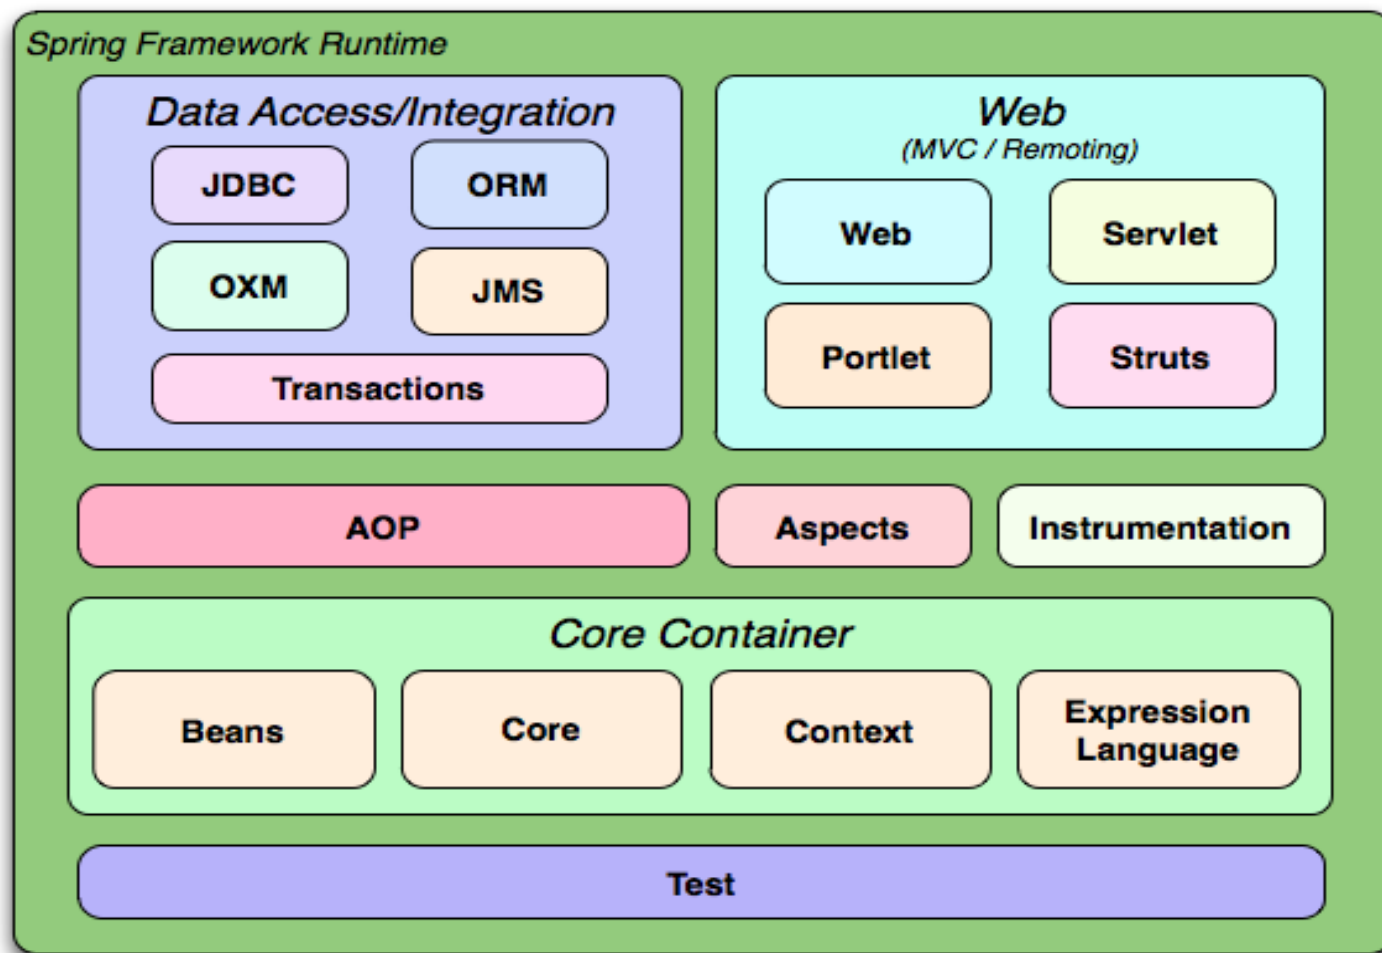 Spring Framework Runtime
Data Access/Integration
JDBC
ORM
OXM
JMS
Transactions
Web
(MVC / Remoting)
Web
Servlet
Portlet
Struts
AOP
Aspects
Instrumentation
Core Container
Beans
Core
Context
Expression
Language
Test